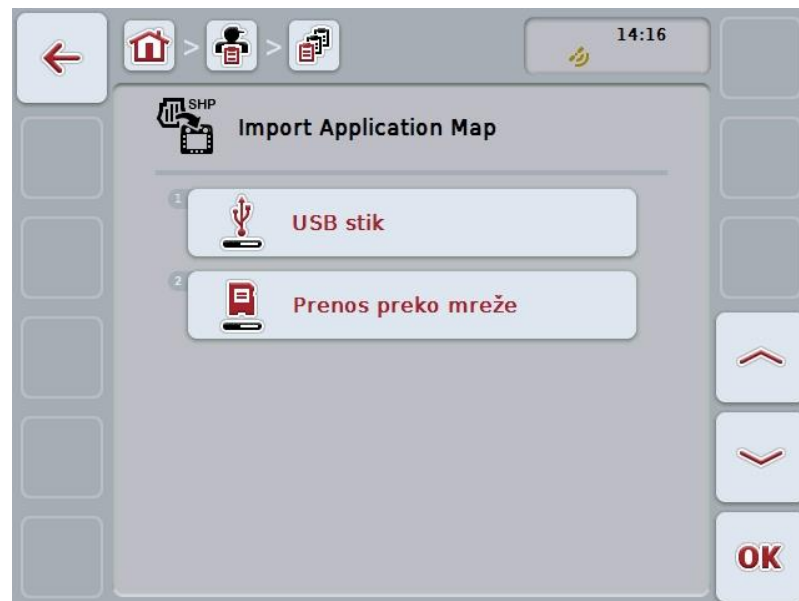 14:16
SHP
Import Application Map
1
USB stik
2
Prenos preko mreže
OK